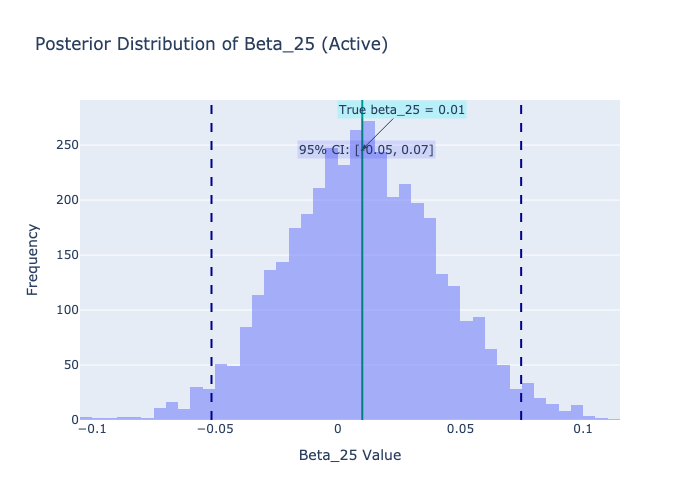 Posterior Distribution of Beta_25 (Active)
True beta_25 = 0.01
95% CI: [-0.05, 0.07]
250
200
150
100
50
0
Frequency
−0.1
−0.05
0
0.05
0.1
Beta_25 Value